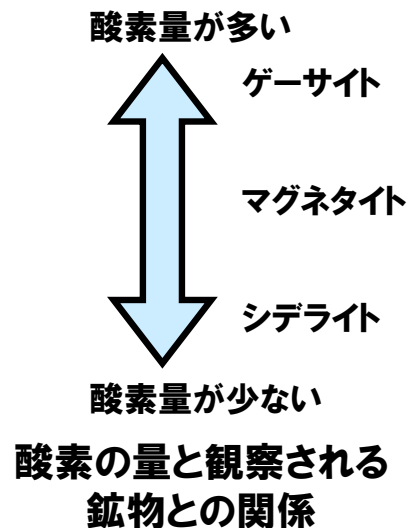 酸素量が多い
ゲーサイト
マグネタイト
シデライト
酸素量が少ない
酸素の量と観察される
鉱物との関係